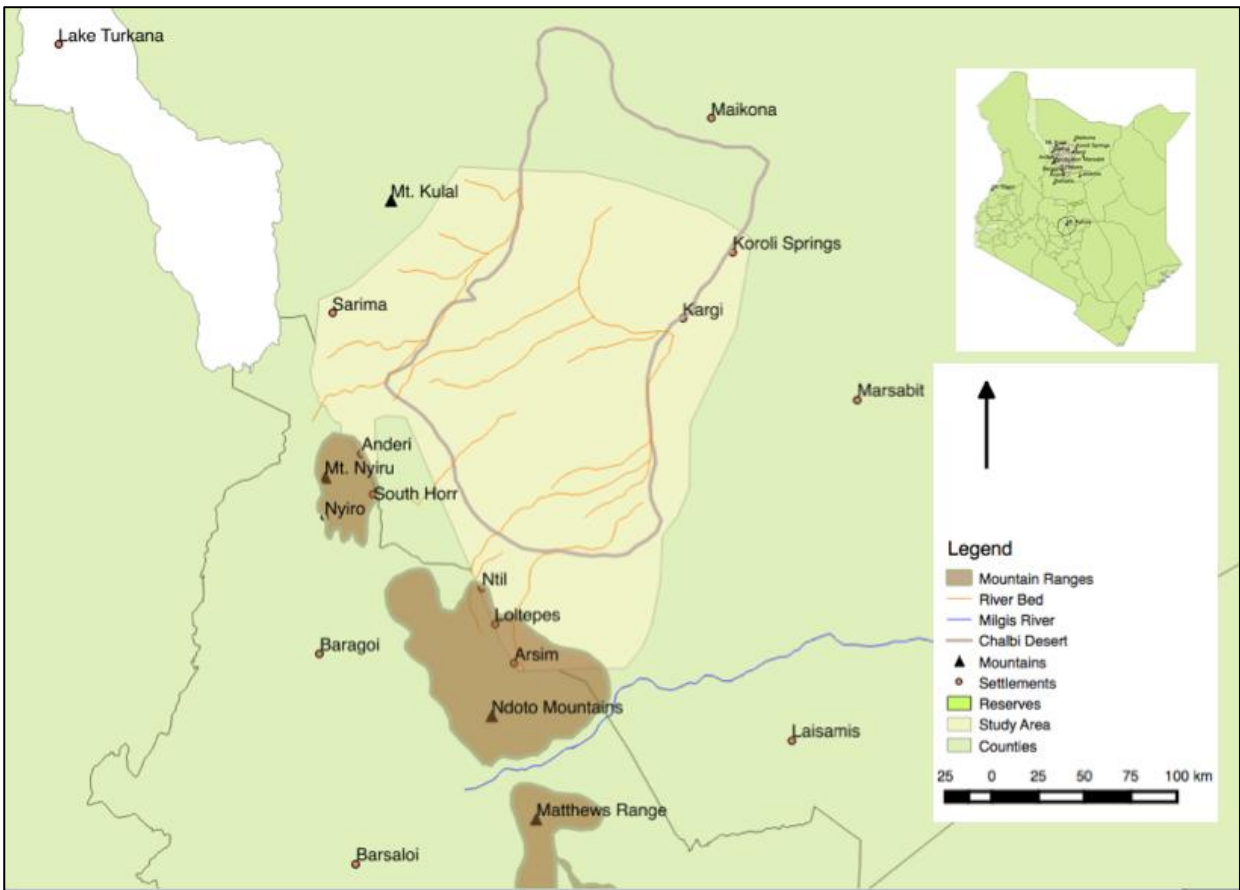 Lake Turkana
Maikona
Mt. Kulal
Koroli Springs
Sarima
Kargi
Marsabit
Anderi
Mt. Nyiru
South Horr
Nyiro
Ntil
Loltepes
Baragoi
Arsim
Ndoto Mountains
Laisamis
Matthews Range
Barsaloi
Legend
Mountain Ranges
River Bed
Milgis River
Chalbi Desert
Mountains
Settlements
Reserves
Study Area
Counties
25 0 25 50 75 100 km